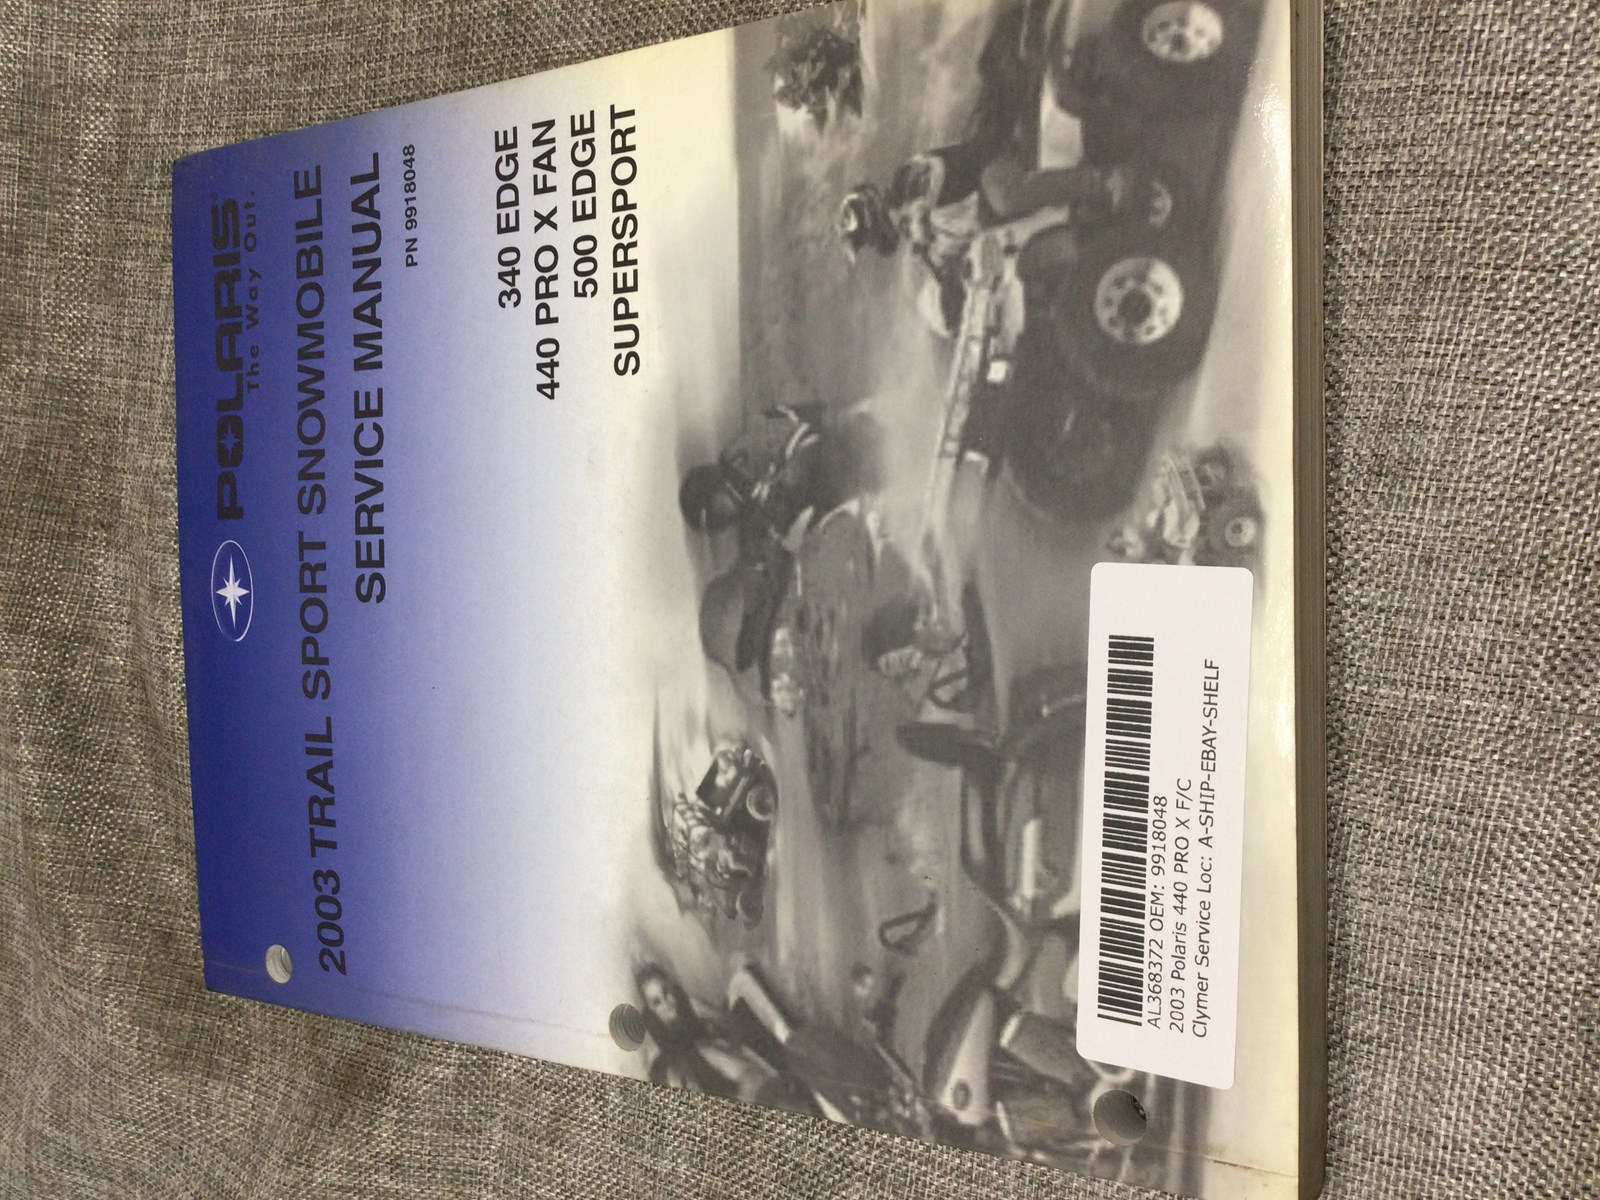 POLARIS
The Way Out.
2003 TRAIL SPORT SNOWMOBILE
SERVICE MANUAL
PN 9918048
340 EDGE
440 PRO X FAN
500 EDGE
SUPERSPORT
AL368372 OEM: 9918048
2003 Polaris 440 PRO X F/C
Clymer Service Loc: A-SHIP-EBAY-SHELF